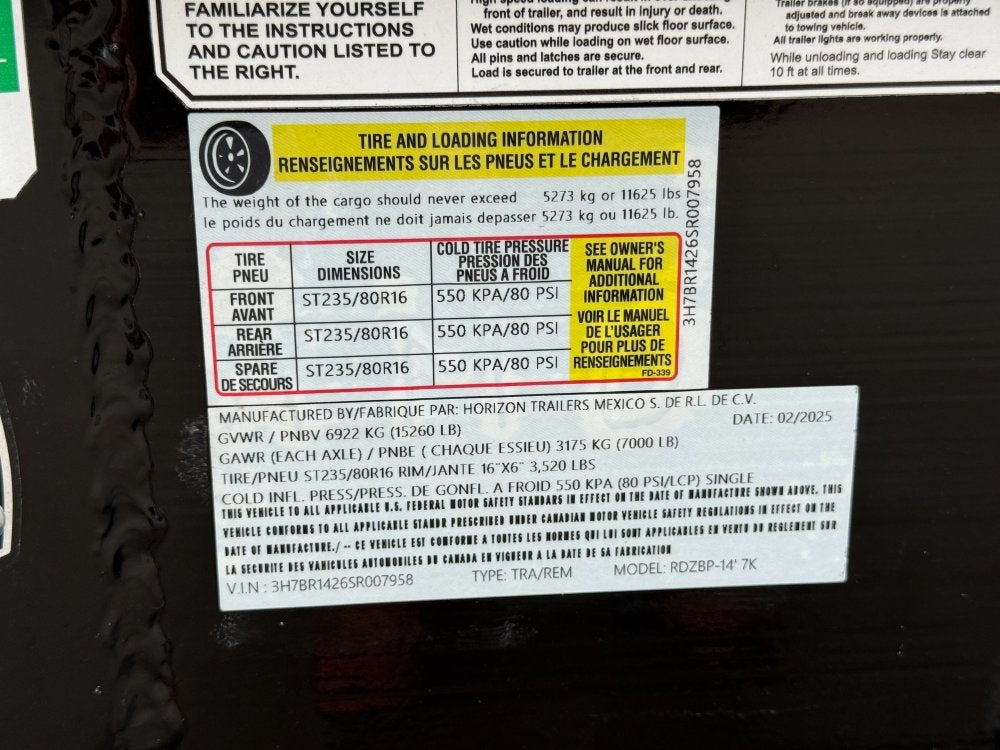 FAMILIARIZE YOURSELF
TO THE INSTRUCTIONS
AND CAUTION LISTED TO
THE RIGHT.
front of trailer, and result in injury or death.
Wet conditions may produce slick floor surface.
Use caution while loading on wet floor surface.
All pins and latches are secure.
Load is secured to trailer at the front and rear.
Trailer brakes (if so equipped) are properly
adjusted and break away devices is attached
to towing vehicle.
All trailer lights are working properly.
While unloading and loading Stay clear
10 ft at all times.
TIRE AND LOADING INFORMATION
RENSEIGNEMENTS SUR LES PNEUS ET LE CHARGEMENT
The weight of the cargo should never exceed 5273 kg or 11625 lbs
le poids du chargement ne doit jamais depasser 5273 kg ou 11625 lb.
TIRE
PNEU
SIZE
DIMENSIONS
COLD TIRE PRESSURE
PRESSION DES
PNEUS A FROID
FRONT
AVANT
ST235/80R16
550 KPA/80 PSI
REAR
ARRIÈRE
ST235/80R16
550 KPA/80 PSI
SPARE
DE SECOURS
ST235/80R16
550 KPA/80 PSI
SEE OWNER'S
MANUAL FOR
ADDITIONAL
INFORMATION
VOIR LE MANUEL
DE L'USAGER
POUR PLUS DE
RENSEIGNEMENTS
FD-339
3H7BR1426SR007958
MANUFACTURED BY/FABRIQUE PAR: HORIZON TRAILERS MEXICO S. DE R.L. DE C.V.
DATE: 02/2025
GVWR / PNBV 6922 KG (15260 LB)
GAWR (EACH AXLE) / PNBE ( CHAQUE ESSIEU) 3175 KG (7000 LB)
TIRE/PNEU ST235/80R16 RIM/JANTE 16"X6" 3,520 LBS
COLD INFL. PRESS/PRESS. DE GONFL. A FROID 550 KPA (80 PSI/LCP) SINGLE
THIS VEHICLE TO ALL APPLICABLE U.S. FEDERAL MOTOR SAFETY STANDARS IN EFFECT ON THE DATE OF MANUFACTURE SHOWN ABOVE. THIS
VEHICLE CONFORMS TO ALL APPLICABLE STANDR PRESCRIBED UNDER CANADIAN MOTOR VEHICLE SAFETY REGULATIONS IN EFFECT ON THE
DATE OF MANUFACTURE./ -- CE VEHICLE EST CONFORME A TOUTES LES NORMES QUI LUI SONT APPLICABLES EN VERTU DU REGLEMENT SUR
LA SECURITE DES VAHICULES AUTOMOBILES DU CANADA EN VIGUEUR A LA DATE DE SA FABRICATION
V.I.N : 3H7BR1426SR007958 TYPE: TRA/REM MODEL: RDZBP-14' 7K